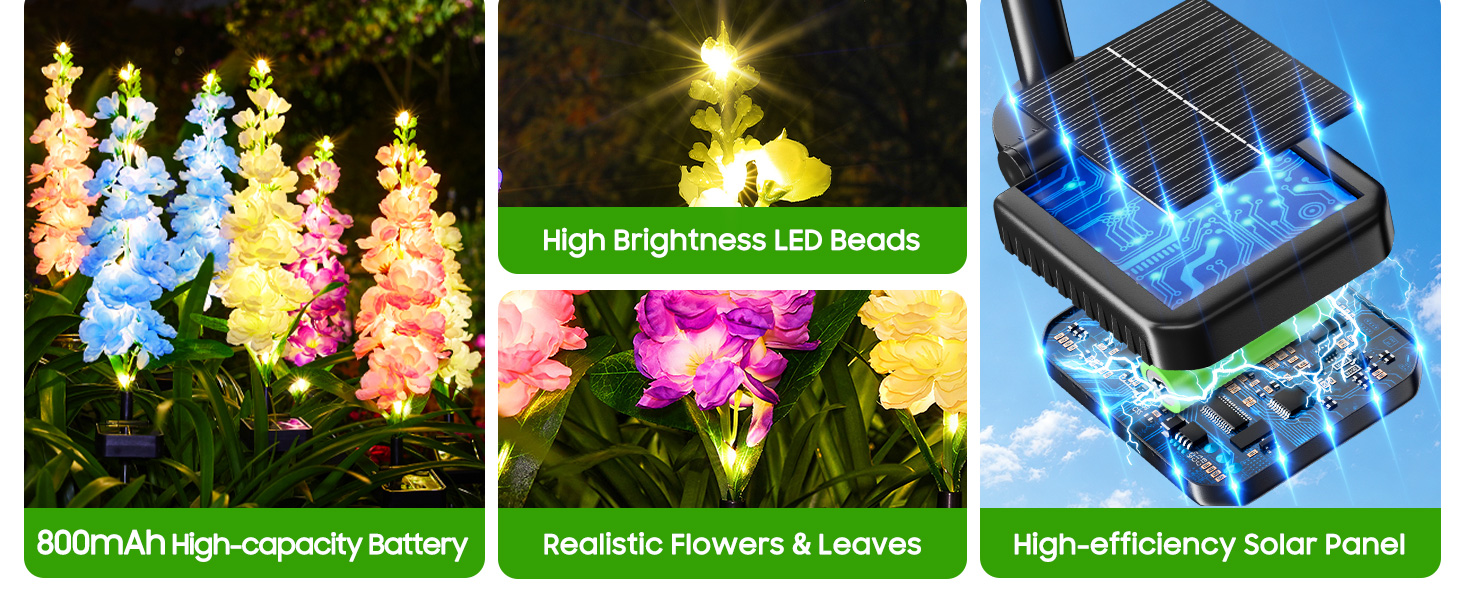 High Brightness LED Beads
800mAh High-capacity Battery
Realistic Flowers & Leaves
High-efficiency Solar Panel